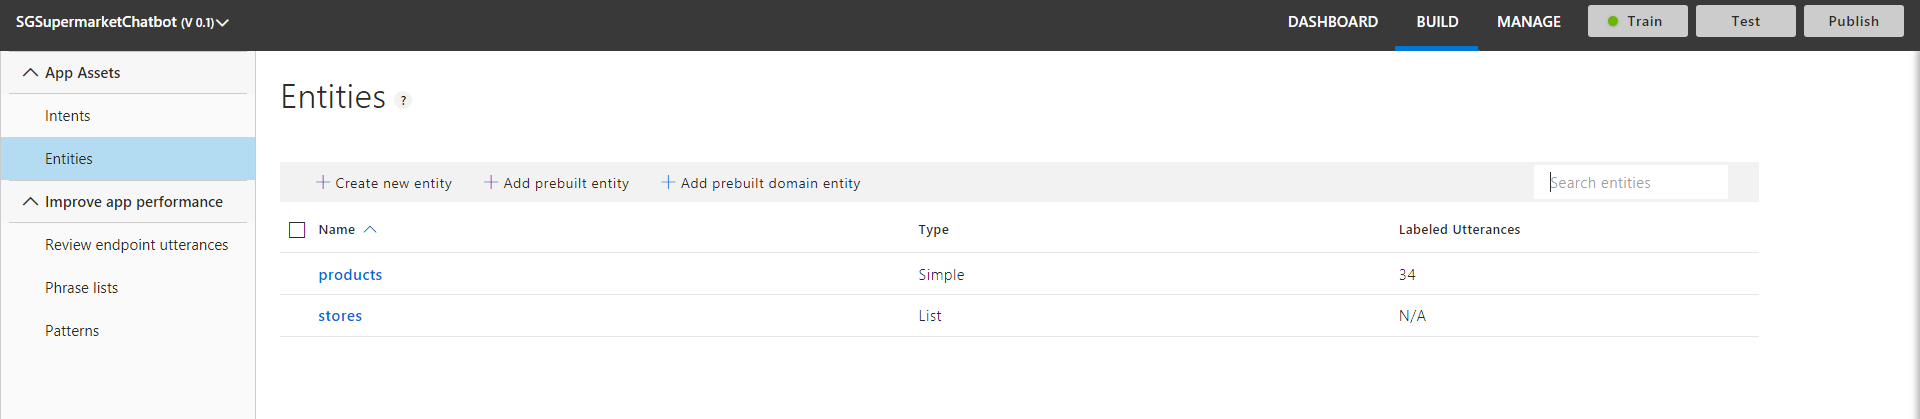 SGSupermarketChatbot (V 0.1)
DASHBOARD BUILD MANAGE Train Test Publish
App Assets
Intents
Entities
Improve app performance
Review endpoint utterances
Phrase lists
Patterns
Entities ?
Create new entity Add prebuilt entity Add prebuilt domain entity Search entities
Name Type Labeled Utterances
products Simple 34
stores List N/A